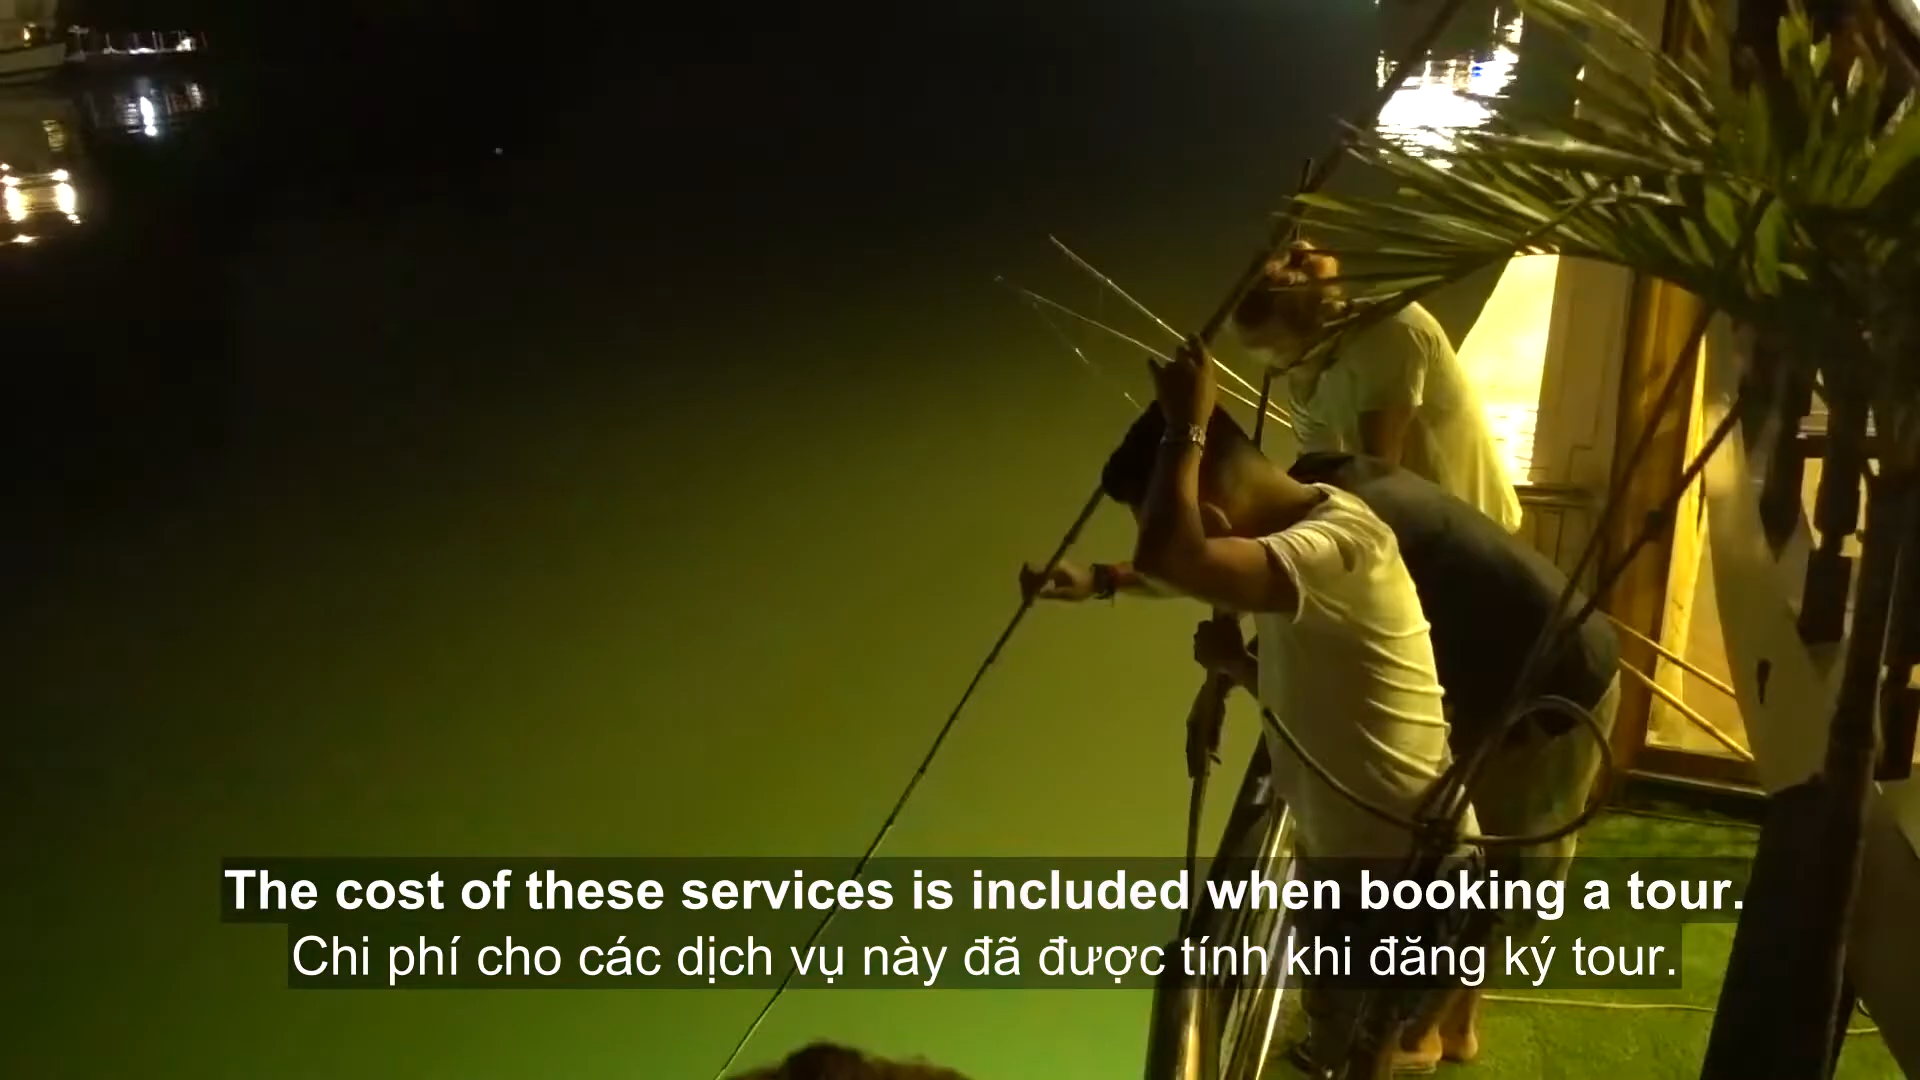 The cost of these services is included when booking a tour.
Chi phí cho các dịch vụ này đã được tính khi đăng ký tour.